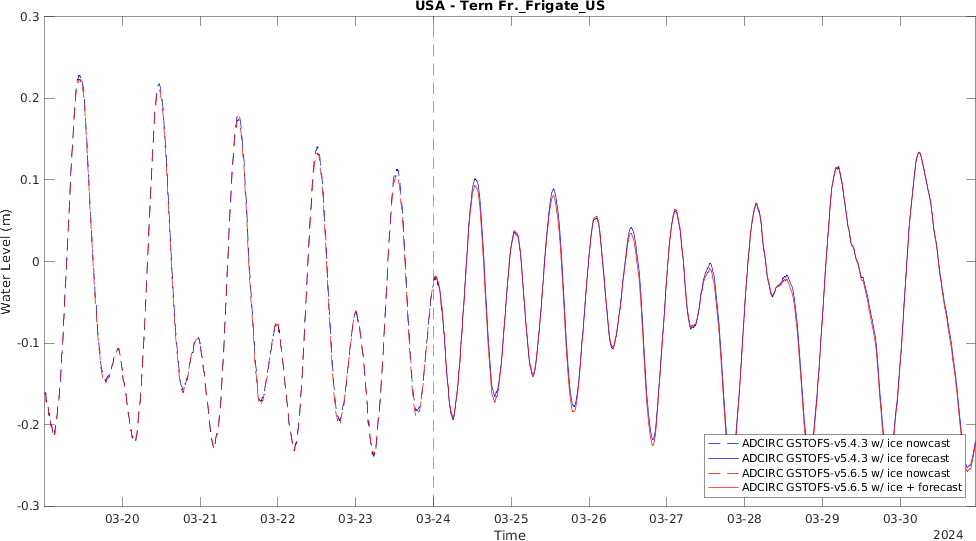 USA - Tern Fr._Frigate_US
0.3
0.2
0.1
0
-0.1
-0.2
-0.3
Water Level (m)
ADCIRC GSTOFS-v5.4.3 w/ ice nowcast
ADCIRC GSTOFS-v5.4.3 w/ ice forecast
ADCIRC GSTOFS-v5.6.5 w/ ice nowcast
ADCIRC GSTOFS-v5.6.5 w/ ice + forecast
03-20 03-21 03-22 03-23 03-24 03-25 03-26 03-27 03-28 03-29 03-30
Time
2024